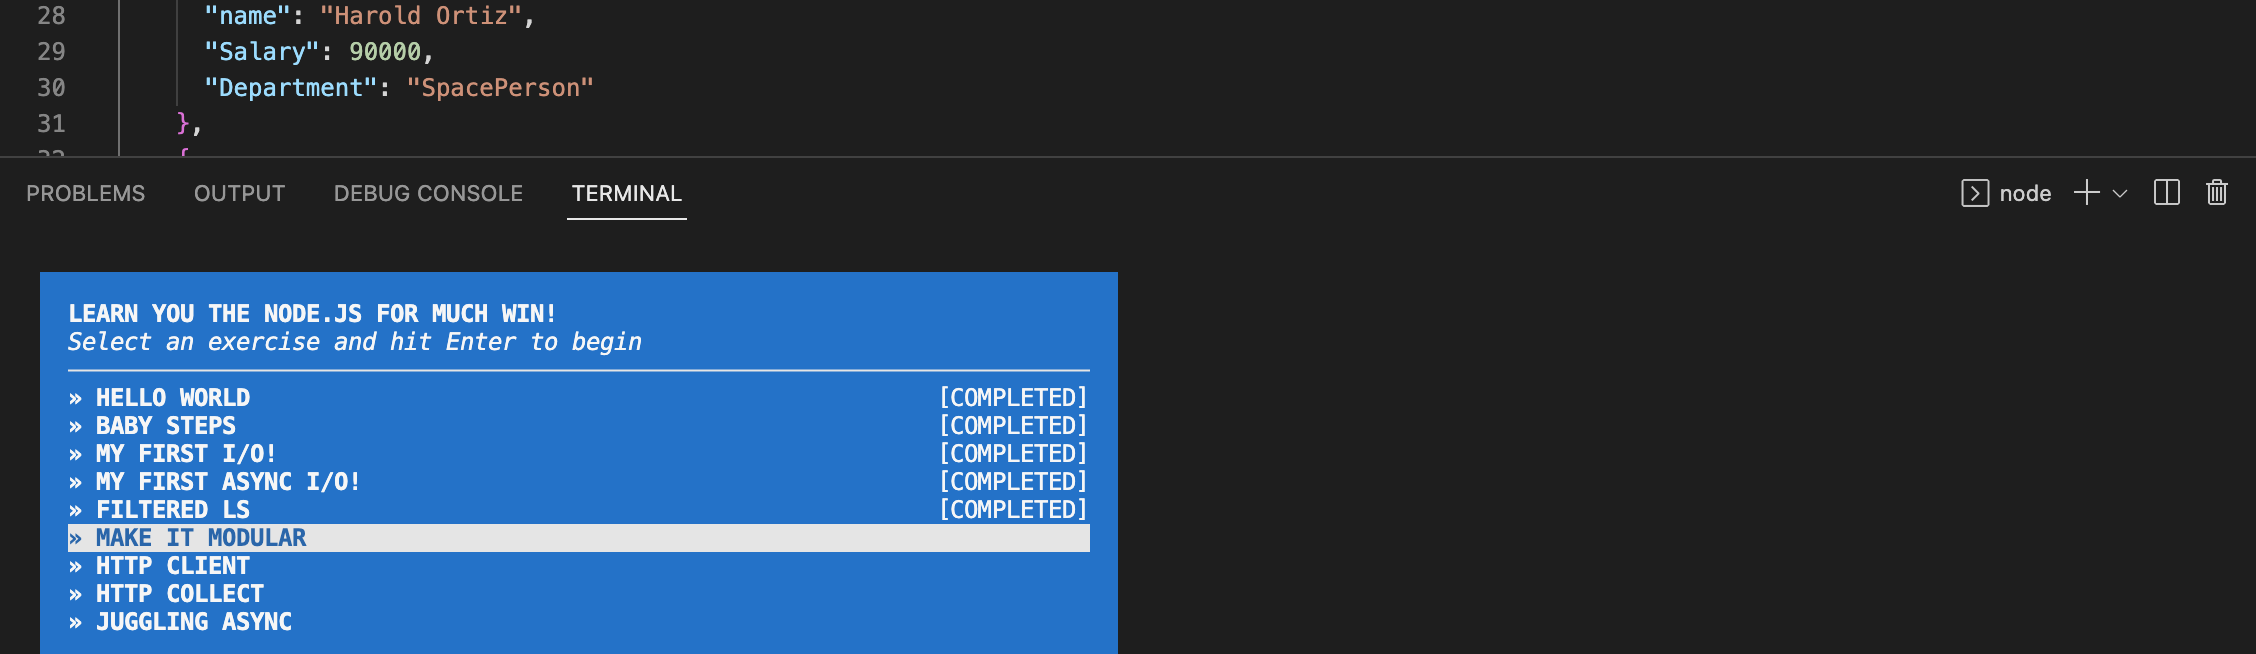 28 "name": "Harold Ortiz",
29 "Salary": 90000,
30 "Department": "SpacePerson"
31 },
PROBLEMS OUTPUT DEBUG CONSOLE TERMINAL node
LEARN YOU THE NODE.JS FOR MUCH WIN!
Select an exercise and hit Enter to begin
» HELLO WORLD [COMPLETED]
» BABY STEPS [COMPLETED]
» MY FIRST I/O! [COMPLETED]
» MY FIRST ASYNC I/O! [COMPLETED]
» FILTERED LS [COMPLETED]
» MAKE IT MODULAR
» HTTP CLIENT
» HTTP COLLECT
» JUGGLING ASYNC